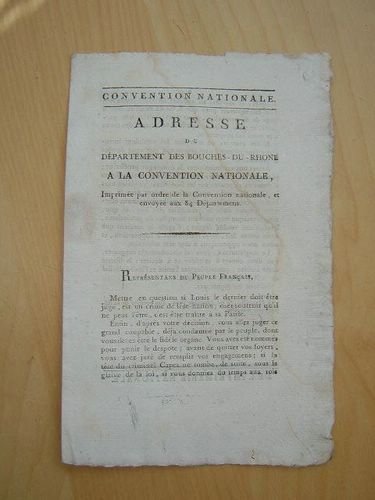 CONVENTION NATIONALE.
ADRESSE
DU
DÉPARTEMENT DES BOUCHES-DU-RHONE
A LA CONVENTION NATIONALE,
Imprimée par ordre de la Convention nationale, et
envoyée aux 84 Départemens.
REPRÉSENTANS DU PEUPLE FRANÇAIS,
Mettre en question si Louis le dernier doit être
jugé, est un crime de lèse-nation; soutenir qu'il
ne peut l'être, c'est être traître à sa Patrie.
Enfin, d'après votre décision, vous allez juger ce
grand coupable, déjà condamné par le peuple, dont
vous êtes être le fidèle organe. Vous avez été nommés
pour punir le despote; avant de quitter vos foyers,
vous avez juré de remplir vos engagemens; si la
tête du criminel Capet ne tombe, de suite, sous le
glaive de la loi, si vous donnez du temps aux rois